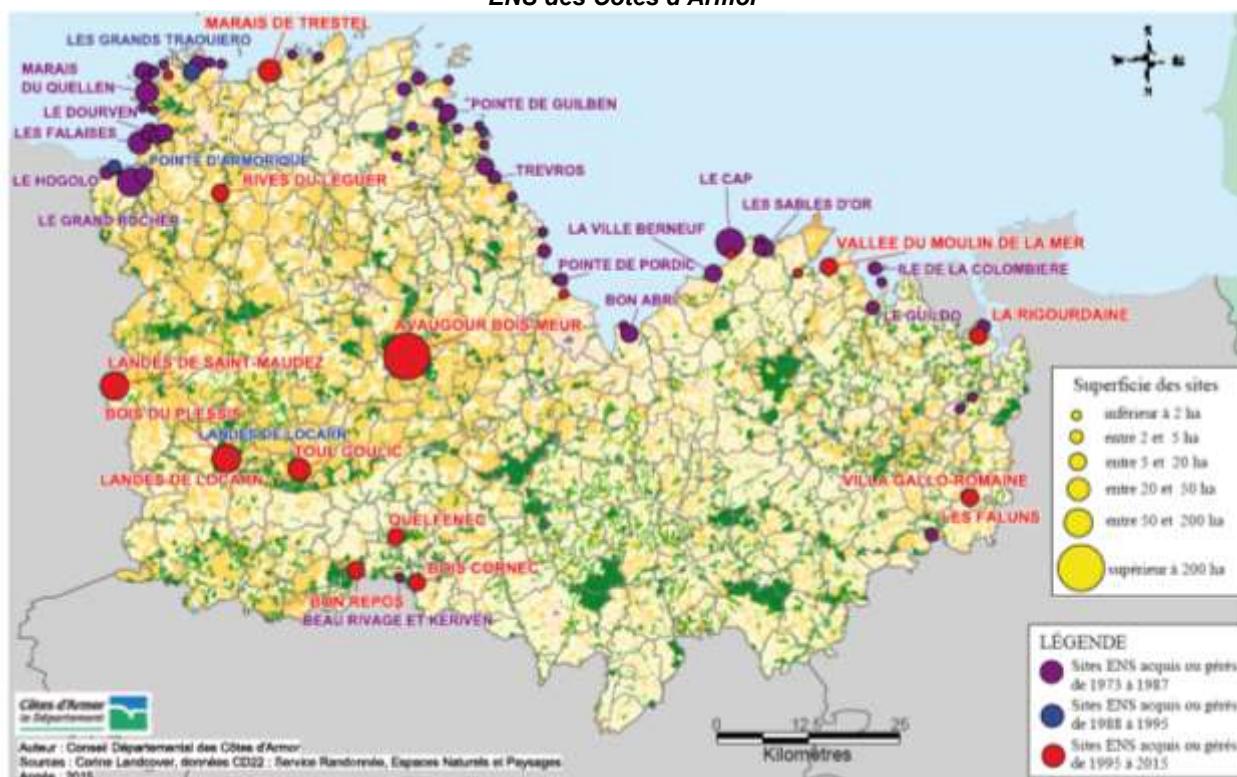 ENS des Côtes d'Armor
MARAIS DE TRESTEL
LES GRANDS TRAOUIERO
MARAIS
DU QUELLEN
LE DOURVEN
LES FALAISES
POINTE D'ARMORIQUE
LE HOGOLO
RIVES DU LEGUER
LE GRAND ROCHER
POINTE DE GUILBEN
TREVROS
LE CAP
LES SABLES D'OR
LA VILLE BERNEUF
VALLEE DU MOULIN DE LA MER
POINTE DE PORDIC
ILE DE LA COLOMBIERE
BON ABRI
LE GUILDO
LA RIGOURDAINE
AVAUGOUR BOIS MEUR
LANDES DE SAINT-MAUDEZ
BOIS DU PLESSIS
LANDES DE LOCARN
TOUL GOULIC
LANDES DE LOCARN
VILLA GALLO-ROMAINE
LES FALUNS
QUELFENEC
BOIS CORNEC
BON REPOS
BEAU RIVAGE ET KERIVEN
Superficie des sites
inférieur à 2 ha
entre 2 et 5 ha
entre 5 et 20 ha
entre 20 et 50 ha
entre 50 et 200 ha
supérieur à 200 ha
LÉGENDE
Sites ENS acquis ou gérés
de 1973 à 1987
Sites ENS acquis ou gérés
de 1988 à 1995
Sites ENS acquis ou gérés
de 1995 à 2015
0 12,5 25
Kilomètres
Côtes d'Armor
le Département
Auteur : Conseil Départemental des Côtes d'Armor
Sources : Corine Landcover, données CD22 : Service Randonnée, Espaces Naturels et Paysages
Année : 2015